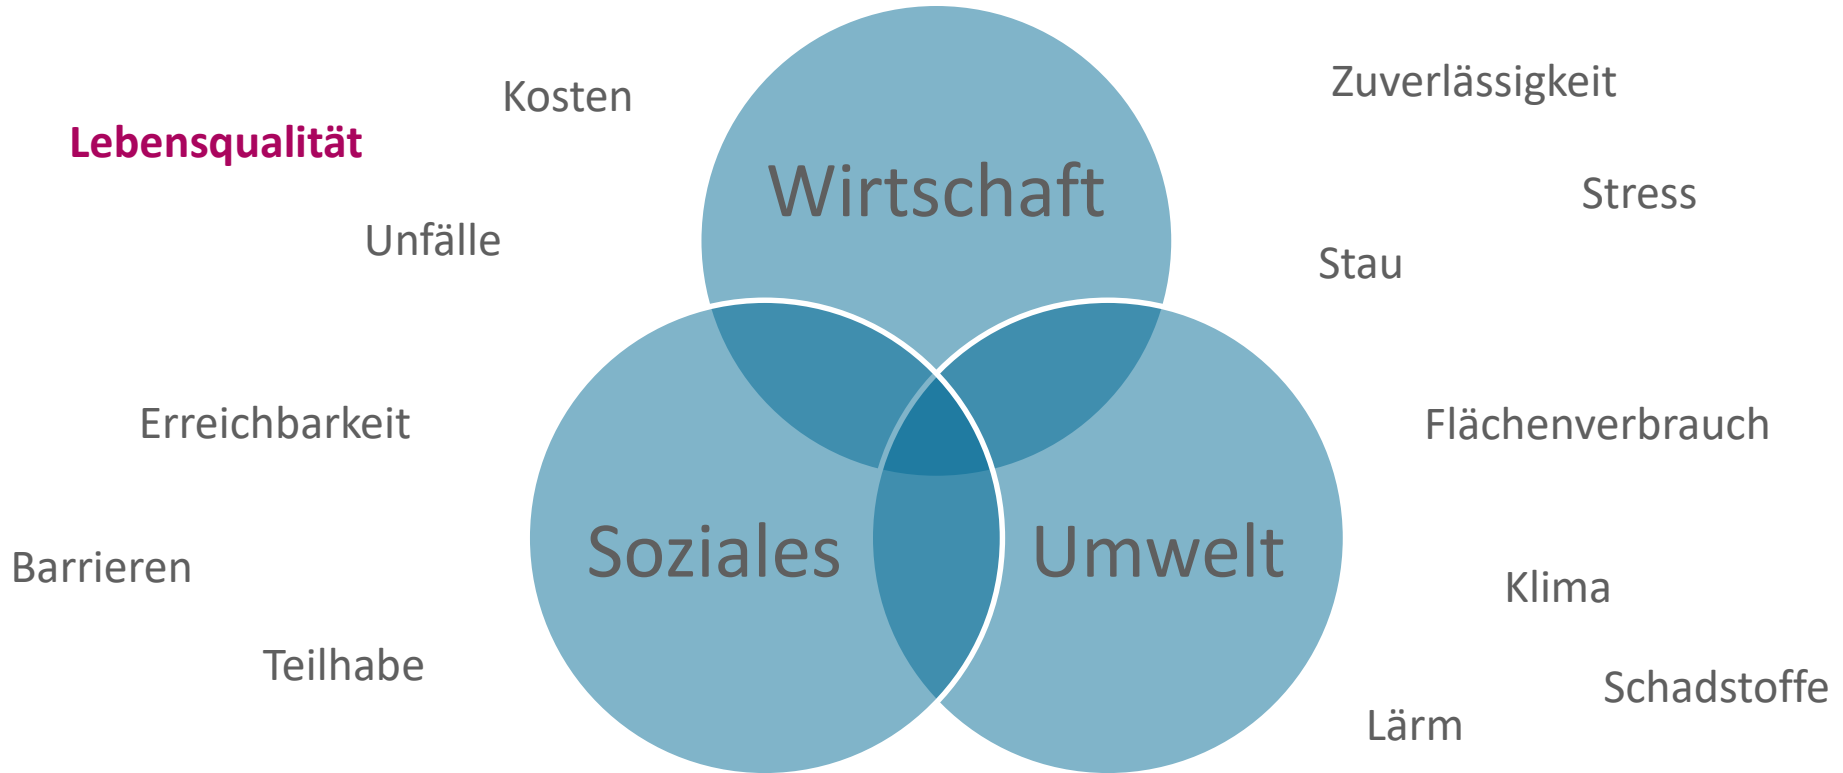 Zuverlässigkeit
Kosten
Lebensqualität
Wirtschaft
Stress
Unfälle
Stau
Erreichbarkeit
Flächenverbrauch
Soziales
Umwelt
Barrieren
Klima
Teilhabe
Schadstoffe
Lärm